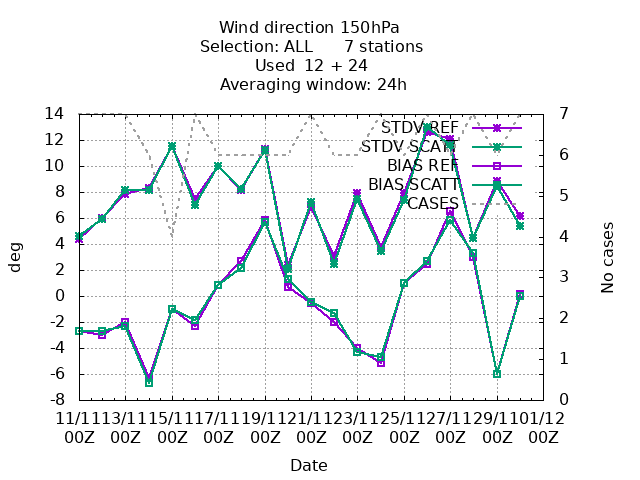 Wind direction 150hPa
Selection: ALL 7 stations
Used 12 + 24
Averaging window: 24h
14 7
12
10 6
8 5
6
4 4
2 3
0
-2 2
-4
-6 1
-8 0
STDV REF
STDV SCATT
BIAS REF
BIAS SCATT
CASES
deg
No cases
11/11 13/11 15/11 17/11 19/11 21/11 23/11 25/11 27/11 29/11 01/12
00Z 00Z 00Z 00Z 00Z 00Z 00Z 00Z 00Z 00Z 00Z
Date